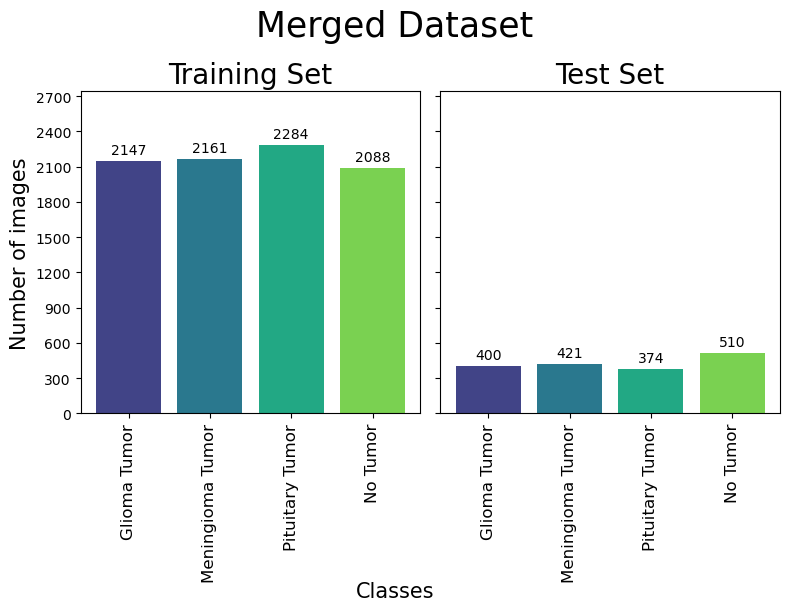 Merged Dataset
Training Set
Test Set
Number of images
2700
2400
2100
1800
1500
1200
900
600
300
0
2147
2161
2284
2088
400
421
374
510
Glioma Tumor
Meningioma Tumor
Pituitary Tumor
No Tumor
Glioma Tumor
Meningioma Tumor
Pituitary Tumor
No Tumor
Classes